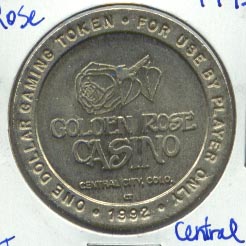 Rose
ONE DOLLAR GAMING TOKEN • FOR USE BY PLAYER ONLY •
GOLDEN ROSE
CASINO
CENTRAL CITY, COLO.
• 1992 •
Central